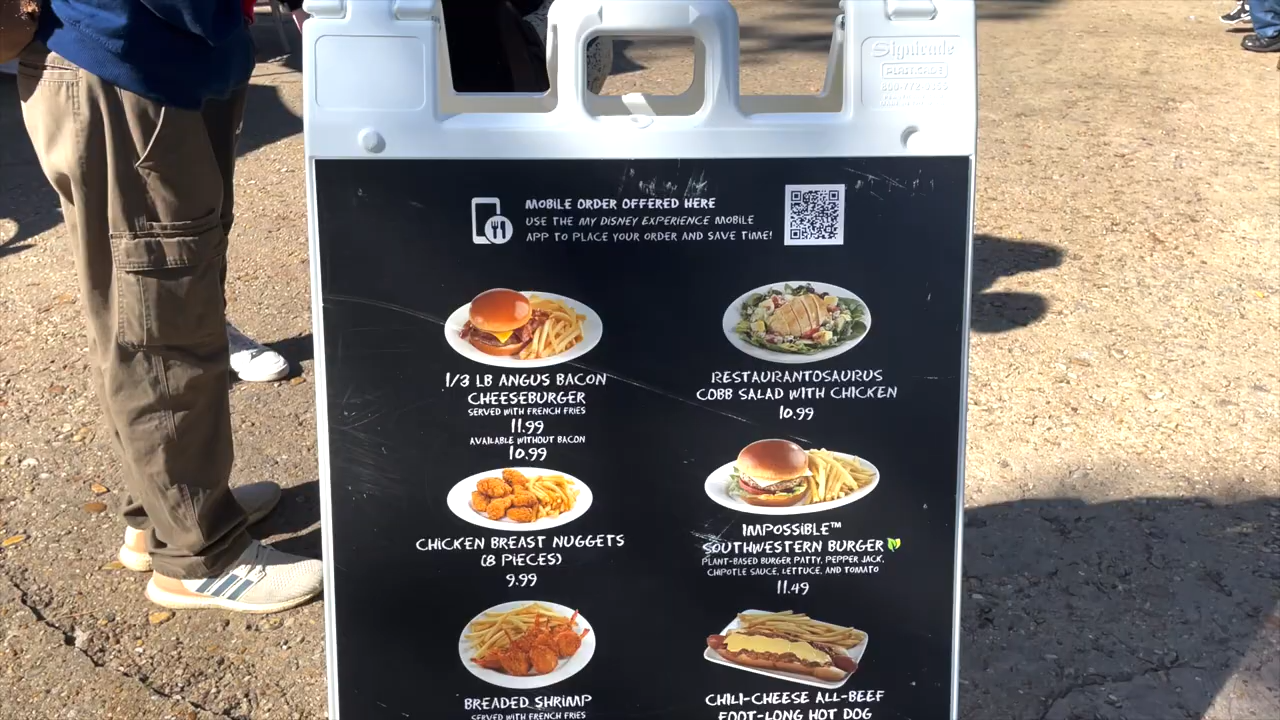 Signicade
PLASTICADE
MOBILE ORDER OFFERED HERE
USE THE MY DISNEY EXPERIENCE MOBILE
APP TO PLACE YOUR ORDER AND SAVE TIME!
1/3 LB ANGUS BACON
CHEESEBURGER
SERVED WITH FRENCH FRIES
11.99
AVAILABLE WITHOUT BACON
10.99
CHICKEN BREAST NUGGETS
(8 PIECES)
9.99
BREADED SHRIMP
SERVED WITH FRENCH FRIES
RESTAURANTOSAURUS
COBB SALAD WITH CHICKEN
10.99
IMPOSSIBLE™
SOUTHWESTERN BURGER
PLANT-BASED BURGER PATTY, PEPPER JACK,
CHIPOTLE SAUCE, LETTUCE, AND TOMATO
11.49
CHILI-CHEESE ALL-BEEF
FOOT-LONG HOT DOG